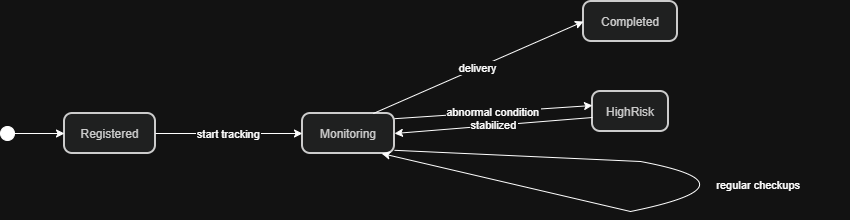 Completed
delivery
abnormal condition
HighRisk
stabilized
Registered
start tracking
Monitoring
regular checkups